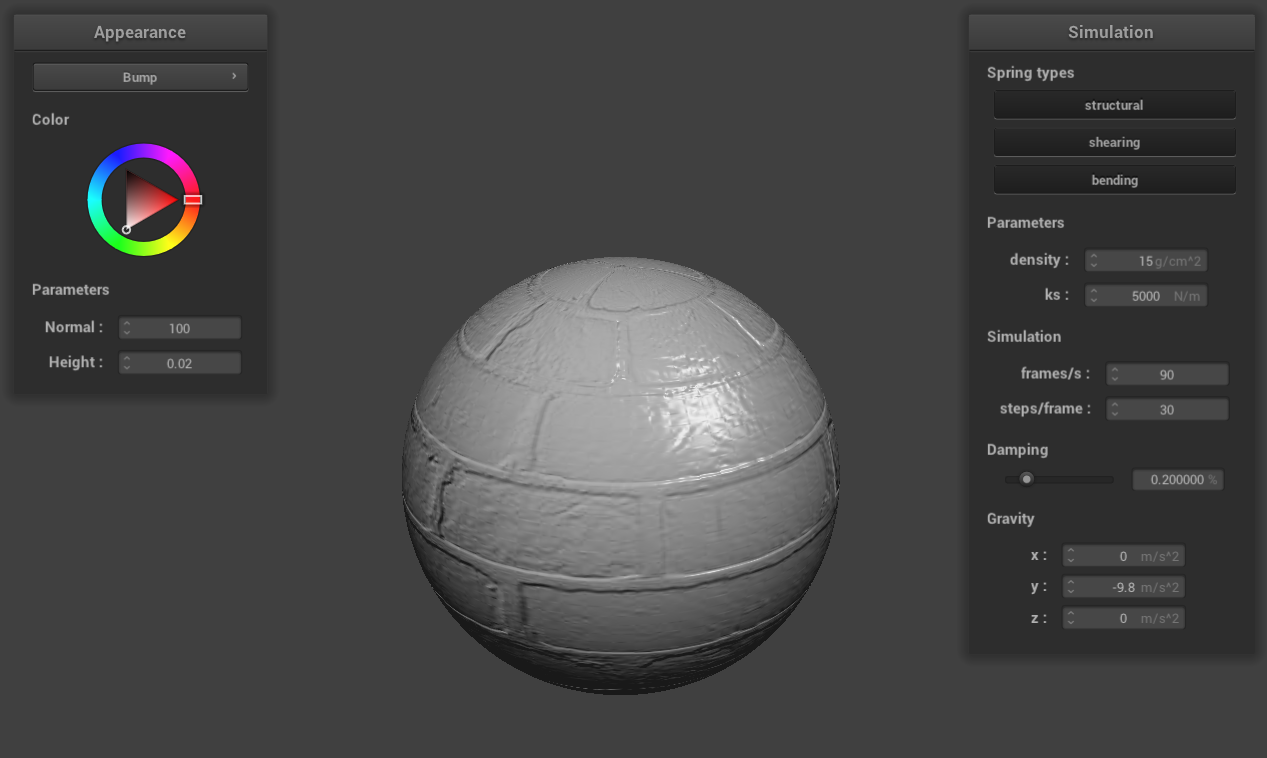 Appearance
Bump
Color
Parameters
Normal : 100
Height : 0.02
Simulation
Spring types
structural
shearing
bending
Parameters
density : 15 g/cm^2
ks : 5000 N/m
Simulation
frames/s : 90
steps/frame : 30
Damping
0.200000 %
Gravity
x : 0 m/s^2
y : -9.8 m/s^2
z : 0 m/s^2